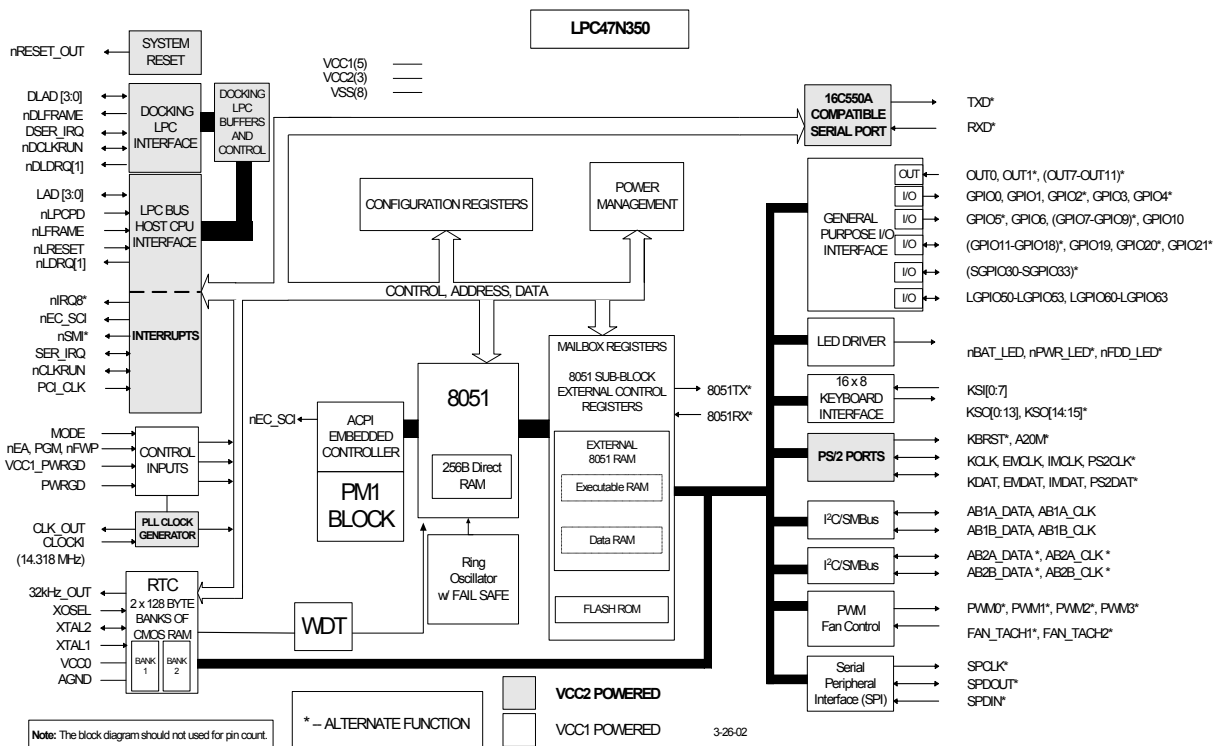 LPC47N350
nRESET_OUT
SYSTEM
RESET
VCC1(5)
VCC2(3)
VSS(8)
DLAD [3:0]
nDLFRAME
DSER_IRQ
nDCLKRUN
nDLDRQ[1]
DOCKING
LPC
INTERFACE
DOCKING
LPC
BUFFERS
AND
CONTROL
16C550A
COMPATIBLE
SERIAL PORT
TXD*
RXD*
LAD [3:0]
nLPCPD
nLFRAME
nLRESET
nLDRQ[1]
LPC BUS
HOST CPU
INTERFACE
nIRQ8*
nEC_SCI
nSMI*
SER_IRQ
nCLKRUN
PCI_CLK
INTERRUPTS
CONFIGURATION REGISTERS
POWER
MANAGEMENT
CONTROL, ADDRESS, DATA
GENERAL
PURPOSE I/O
INTERFACE
OUT
I/O
I/O
I/O
I/O
I/O
OUT0, OUT1*, (OUT7-OUT11)*
GPIO0, GPIO1, GPIO2*, GPIO3, GPIO4*
GPIO5*, GPIO6, (GPIO7-GPIO9)*, GPIO10
(GPIO11-GPIO18)*, GPIO19, GPIO20*, GPIO21*
(SGPIO30-SGPIO33)*
LGPIO50-LGPIO53, LGPIO60-LGPIO63
LED DRIVER
nBAT_LED, nPWR_LED*, nFDD_LED*
16 x 8
KEYBOARD
INTERFACE
KSI[0:7]
KSO[0:13], KSO[14:15]*
PS/2 PORTS
KBRST*, A20M*
KCLK, EMCLK, IMCLK, PS2CLK*
KDAT, EMDAT, IMDAT, PS2DAT*
I²C/SMBus
AB1A_DATA, AB1A_CLK
AB1B_DATA, AB1B_CLK
I²C/SMBus
AB2A_DATA *, AB2A_CLK *
AB2B_DATA *, AB2B_CLK *
PWM
Fan Control
PWM0*, PWM1*, PWM2*, PWM3*
FAN_TACH1*, FAN_TACH2*
Serial
Peripheral
Interface (SPI)
SPCLK*
SPDOUT*
SPDIN*
MAILBOX REGISTERS
8051 SUB-BLOCK
EXTERNAL CONTROL
REGISTERS
8051TX*
8051RX*
EXTERNAL
8051 RAM
Executable RAM
Data RAM
FLASH ROM
8051
256B Direct
RAM
nEC_SCI
ACPI
EMBEDDED
CONTROLLER
PM1
BLOCK
Ring
Oscillator
w/ FAIL SAFE
WDT
MODE
nEA, PGM, nFWP
VCC1_PWRGD
PWRGD
CONTROL
INPUTS
CLK_OUT
CLOCKI
(14.318 MHz)
PLL CLOCK
GENERATOR
32kHz_OUT
XOSEL
XTAL2
XTAL1
VCC0
AGND
RTC
2 x 128 BYTE
BANKS OF
CMOS RAM
BANK
1
BANK
2
Note: The block diagram should not used for pin count.
* – ALTERNATE FUNCTION
VCC2 POWERED
VCC1 POWERED
3-26-02